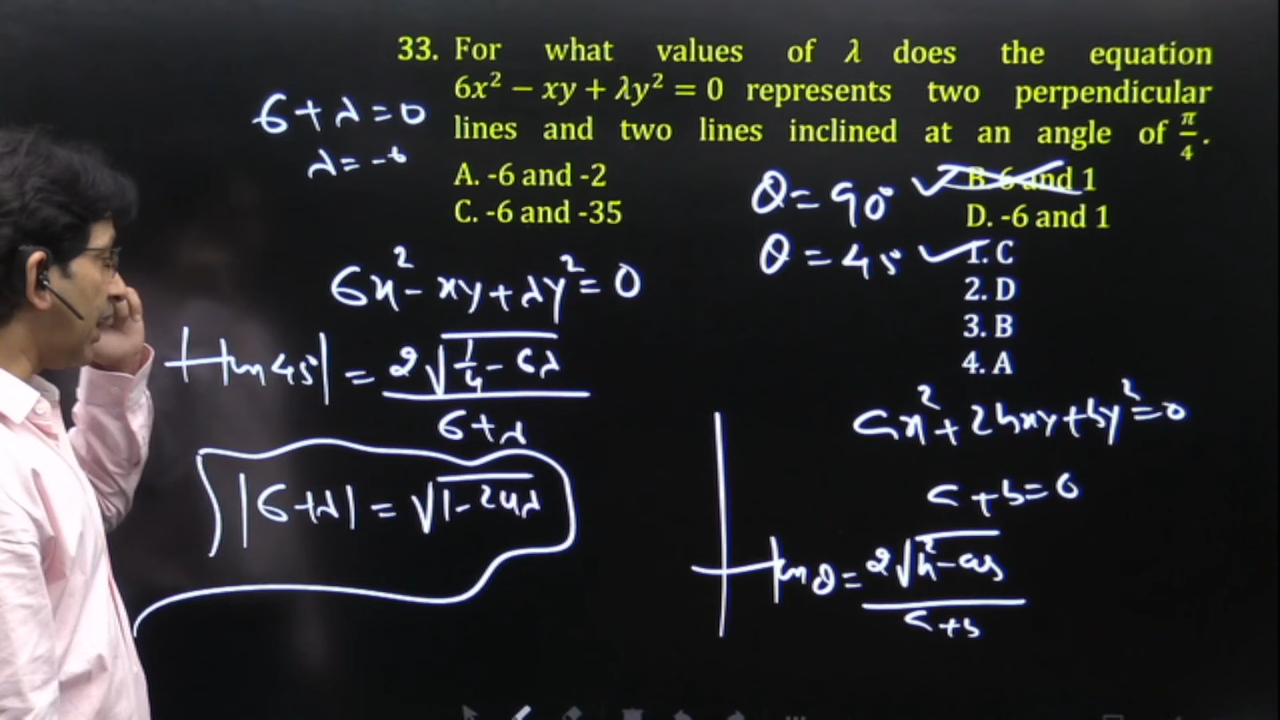 33. For what values of λ does the equation
6x² − xy + λy² = 0 represents two perpendicular
lines and two lines inclined at an angle of π/4.
A. -6 and -2
B. 6 and 1
C. -6 and -35
D. -6 and 1
1. C
2. D
3. B
4. A
6+λ=0
λ=-6
θ=90°
θ=45
6x²-xy+λy²=0
|tan45°| = 2√(1/4-6λ)/(6+λ)
|6+λ| = √(1-24λ)
ax²+2hxy+by²=0
a+b=0
tanθ = 2√(h²-ab)/(a+b)